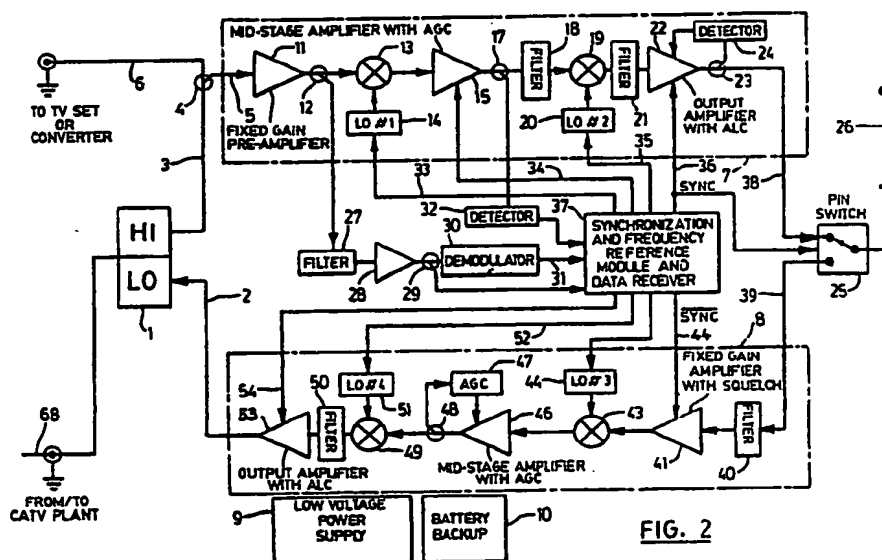 MID-STAGE AMPLIFIER WITH AGC
11
13
17
18
19
22
DETECTOR
24
23
6
4
5
12
TO TV SET
OR
CONVERTER
FIXED GAIN
PRE-AMPLIFIER
LO #1
14
15
FILTER
20
LO #2
FILTER
21
OUTPUT
AMPLIFIER
WITH ALC
26
3
33
34
35
36
7
38
SYNC
PIN
SWITCH
25
HI
LO
1
2
27
FILTER
28
29
30
DEMODULATOR
31
32
DETECTOR
37
SYNCHRONIZATION
AND FREQUENCY
REFERENCE
MODULE AND
DATA RECEIVER
39
SYNC
44
8
52
54
53
50
FILTER
LO #4
51
49
47
AGC
48
46
44
LO #3
43
FIXED GAIN
AMPLIFIER
WITH SQUELCH
41
FILTER
40
OUTPUT AMPLIFIER
WITH ALC
MID-STAGE AMPLIFIER
WITH AGC
68
FROM/TO
CATV PLANT
9
LOW VOLTAGE
POWER
SUPPLY
BATTERY
BACKUP
10
FIG. 2